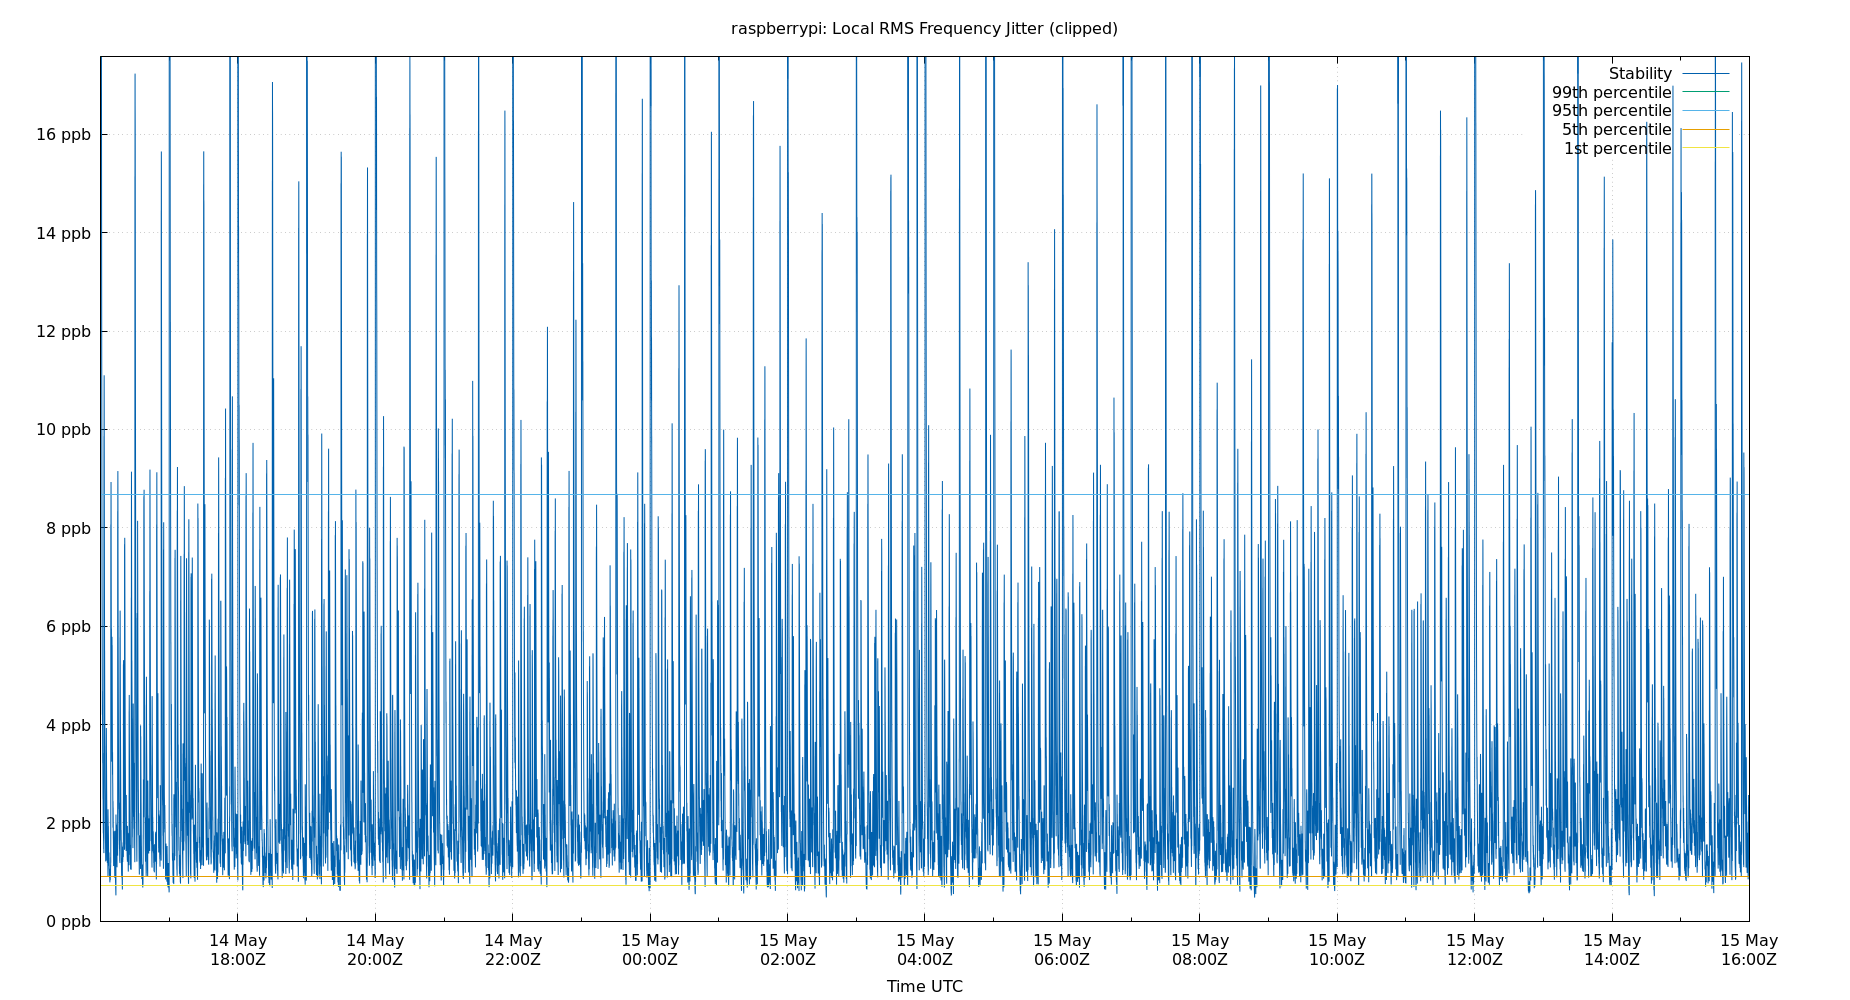 raspberrypi: Local RMS Frequency Jitter (clipped)
Stability
99th percentile
95th percentile
5th percentile
1st percentile
16 ppb
14 ppb
12 ppb
10 ppb
8 ppb
6 ppb
4 ppb
2 ppb
0 ppb
14 May 14 May 14 May 15 May 15 May 15 May 15 May 15 May 15 May 15 May 15 May 15 May
18:00Z 20:00Z 22:00Z 00:00Z 02:00Z 04:00Z 06:00Z 08:00Z 10:00Z 12:00Z 14:00Z 16:00Z
Time UTC